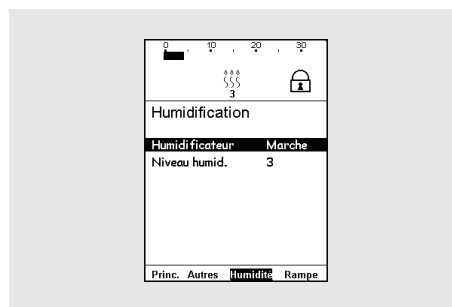 0 10 20 30
3
Humidification
Humidificateur Marche
Niveau humid. 3
Princ. Autres Humidité Rampe